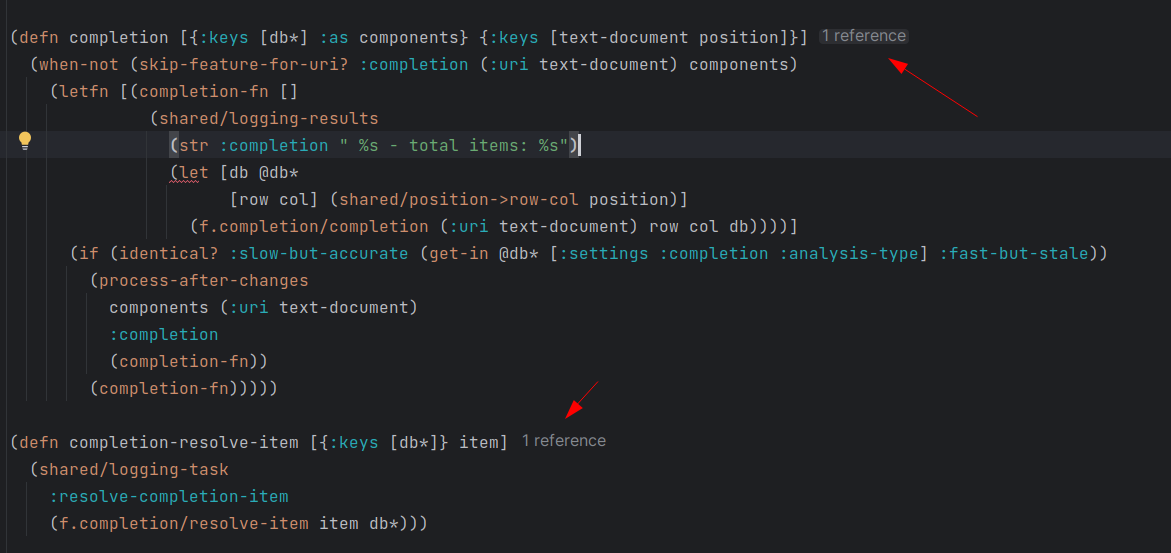 (defn completion [{:keys [db*] :as components} {:keys [text-document position]}] 1 reference
(when-not (skip-feature-for-uri? :completion (:uri text-document) components)
(letfn [(completion-fn []
(shared/logging-results
(str :completion " %s - total items: %s")
(let [db @db*
[row col] (shared/position->row-col position)]
(f.completion/completion (:uri text-document) row col db))))]
(if (identical? :slow-but-accurate (get-in @db* [:settings :completion :analysis-type] :fast-but-stale))
(process-after-changes
components (:uri text-document)
:completion
(completion-fn))
(completion-fn)))))
(defn completion-resolve-item [{:keys [db*]} item] 1 reference
(shared/logging-task
:resolve-completion-item
(f.completion/resolve-item item db*)))